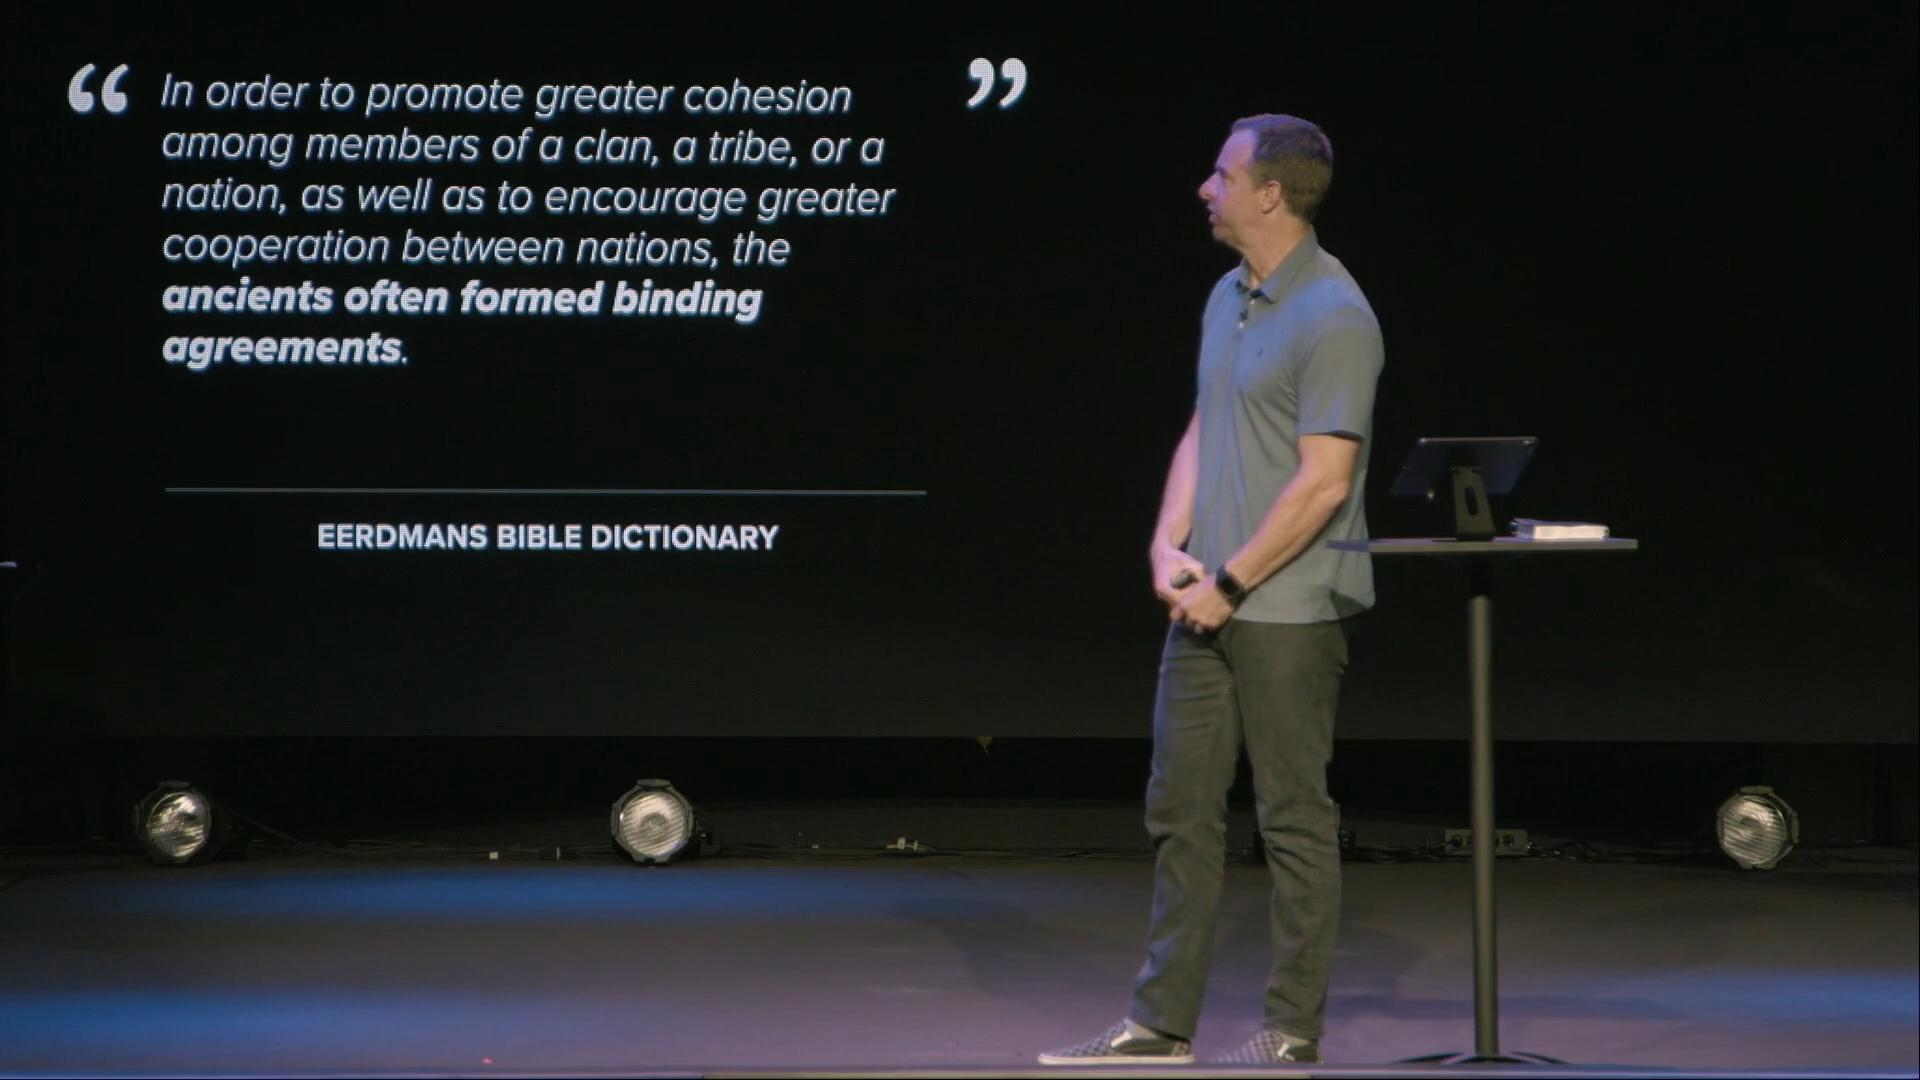 “ In order to promote greater cohesion ”
among members of a clan, a tribe, or a
nation, as well as to encourage greater
cooperation between nations, the
ancients often formed binding
agreements.
EERDMANS BIBLE DICTIONARY